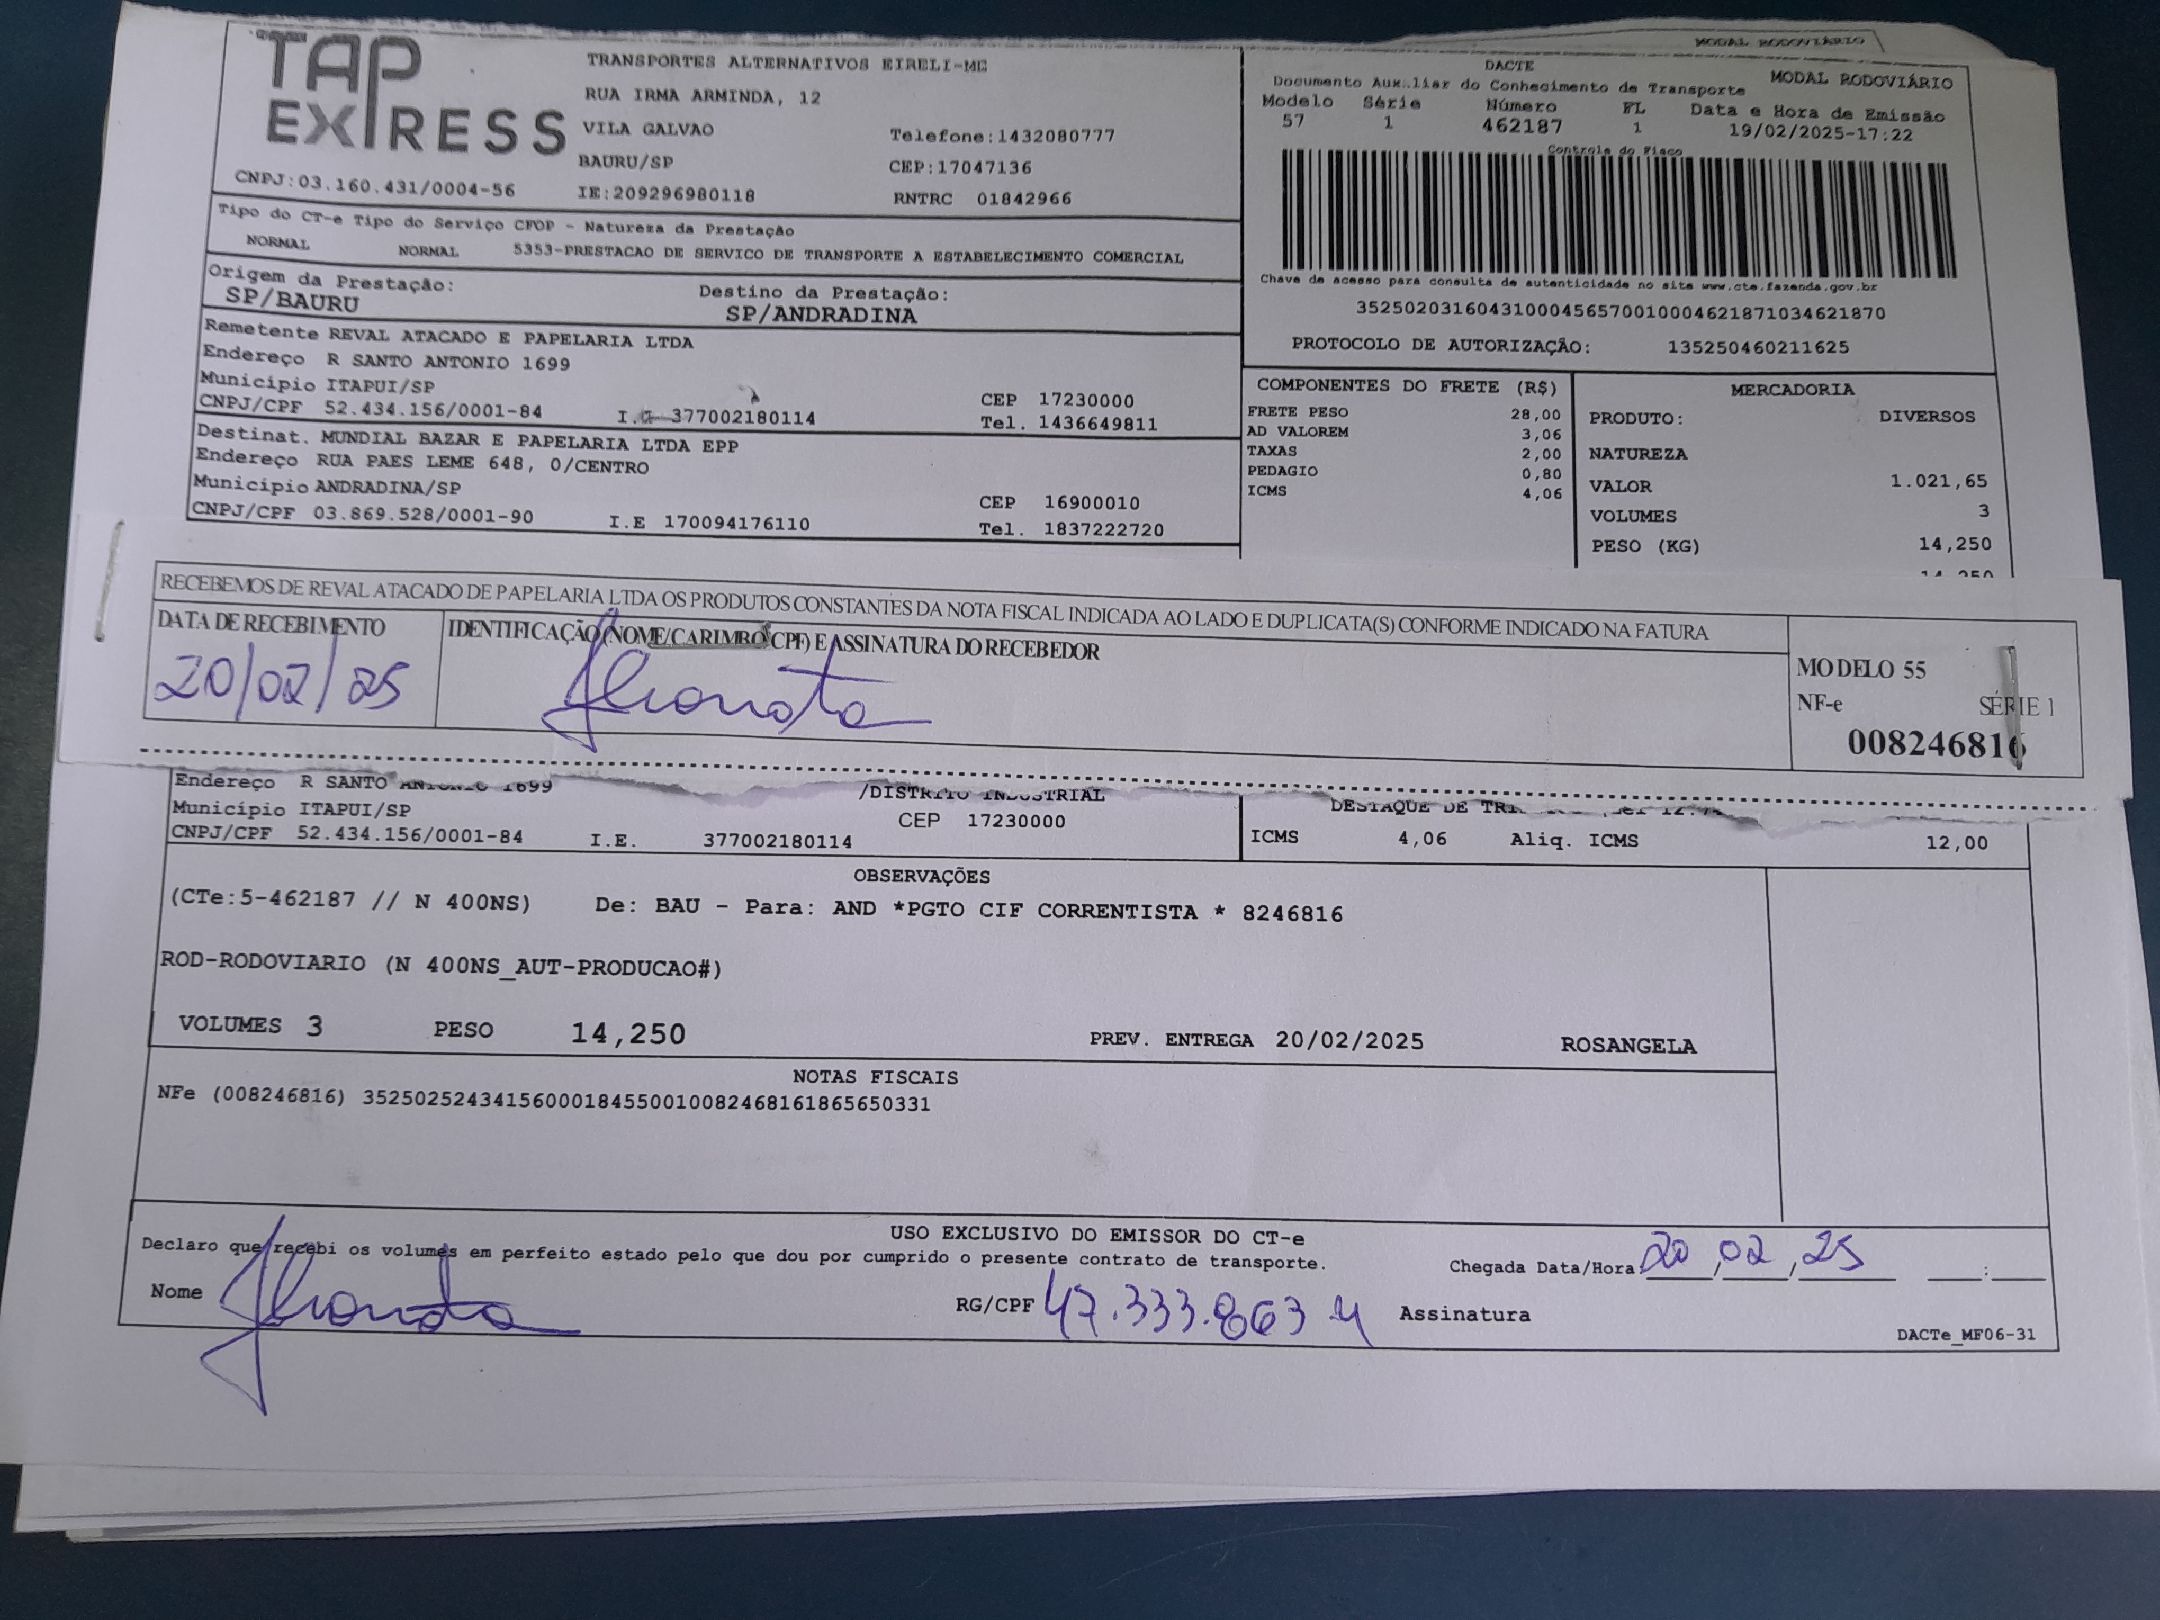 MODAL RODOVIÁRIO
TAP EXPRESS
TRANSPORTES ALTERNATIVOS EIRELI-ME
RUA IRMA ARMINDA, 12
VILA GALVAO Telefone:1432080777
BAURU/SP CEP:17047136
CNPJ:03.160.431/0004-56 IE:209296980118 RNTRC 01842966
DACTE
Documento Aux.liar do Conhecimento de Transporte MODAL RODOVIÁRIO
Modelo Série Número FL Data e Hora de Emissão
57 1 462187 1 19/02/2025-17:22
Controle do Fisco
Chave de acesso para consulta de autenticidade no site www.cte.fazenda.gov.br
35250203160431000456570010004621871034621870
PROTOCOLO DE AUTORIZAÇÃO: 135250460211625
Tipo do CT-e Tipo do Serviço CFOP - Natureza da Prestação
NORMAL NORMAL 5353-PRESTACAO DE SERVICO DE TRANSPORTE A ESTABELECIMENTO COMERCIAL
Origem da Prestação: Destino da Prestação:
SP/BAURU SP/ANDRADINA
Remetente REVAL ATACADO E PAPELARIA LTDA
Endereço R SANTO ANTONIO 1699
Município ITAPUI/SP CEP 17230000
CNPJ/CPF 52.434.156/0001-84 I.E 377002180114 Tel. 1436649811
Destinat. MUNDIAL BAZAR E PAPELARIA LTDA EPP
Endereço RUA PAES LEME 648, 0/CENTRO
Município ANDRADINA/SP CEP 16900010
CNPJ/CPF 03.869.528/0001-90 I.E 170094176110 Tel. 1837222720
COMPONENTES DO FRETE (R$)
FRETE PESO 28,00
AD VALOREM 3,06
TAXAS 2,00
PEDAGIO 0,80
ICMS 4,06
MERCADORIA
PRODUTO: DIVERSOS
NATUREZA
VALOR 1.021,65
VOLUMES 3
PESO (KG) 14,250
RECEBEMOS DE REVAL ATACADO DE PAPELARIA LTDA OS PRODUTOS CONSTANTES DA NOTA FISCAL INDICADA AO LADO E DUPLICATA(S) CONFORME INDICADO NA FATURA
DATA DE RECEBIMENTO IDENTIFICAÇÃO (NOME/CARIMBO CPF) E ASSINATURA DO RECEBEDOR
20/02/25
MODELO 55
NF-e SÉRIE 1
008246816
Endereço R SANTO ANTONIO 1699 /DISTRITO INDUSTRIAL
Município ITAPUI/SP CEP 17230000
CNPJ/CPF 52.434.156/0001-84 I.E. 377002180114
DESTAQUE DE
ICMS 4,06 Aliq. ICMS 12,00
OBSERVAÇÕES
(CTe:5-462187 // N 400NS) De: BAU - Para: AND *PGTO CIF CORRENTISTA * 8246816
ROD-RODOVIARIO (N 400NS_AUT-PRODUCAO#)
VOLUMES 3 PESO 14,250 PREV. ENTREGA 20/02/2025 ROSANGELA
NOTAS FISCAIS
NFe (008246816) 35250252434156000184550010082468161865650331
USO EXCLUSIVO DO EMISSOR DO CT-e
Declaro que recebi os volumes em perfeito estado pelo que dou por cumprido o presente contrato de transporte. Chegada Data/Hora 20,02,25 :
Nome RG/CPF 47.333.863 Assinatura
DACTe_MF06-31